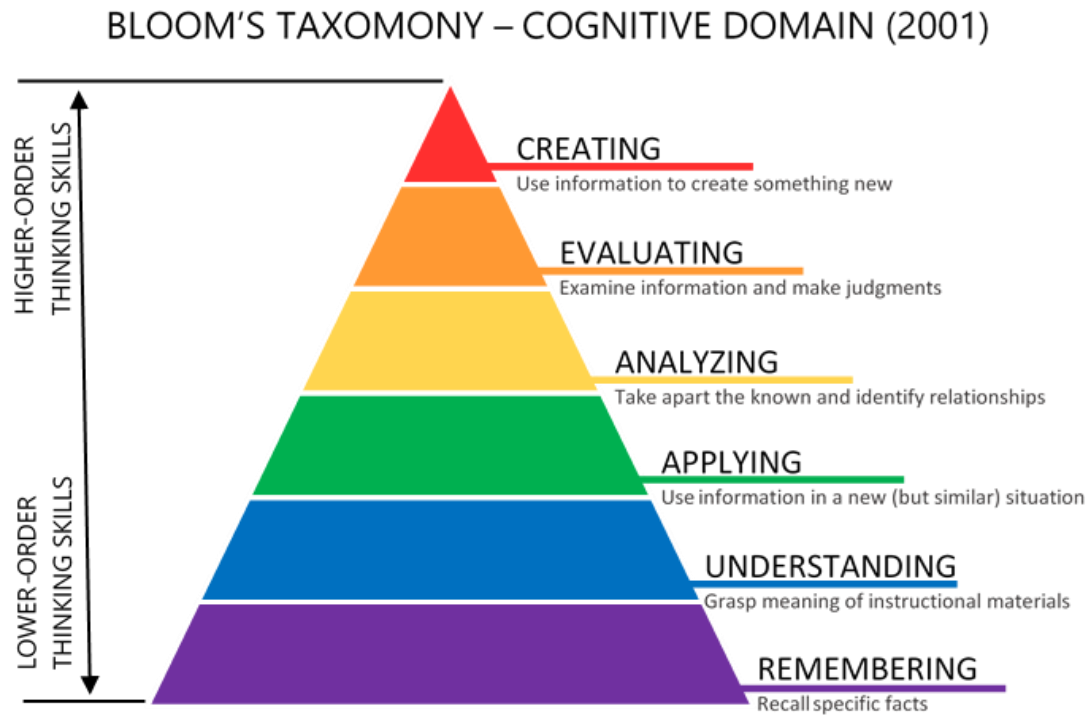 BLOOM'S TAXOMONY – COGNITIVE DOMAIN (2001)
HIGHER-ORDER
THINKING SKILLS
LOWER-ORDER
THINKING SKILLS
CREATING
Use information to create something new
EVALUATING
Examine information and make judgments
ANALYZING
Take apart the known and identify relationships
APPLYING
Use information in a new (but similar) situation
UNDERSTANDING
Grasp meaning of instructional materials
REMEMBERING
Recall specific facts